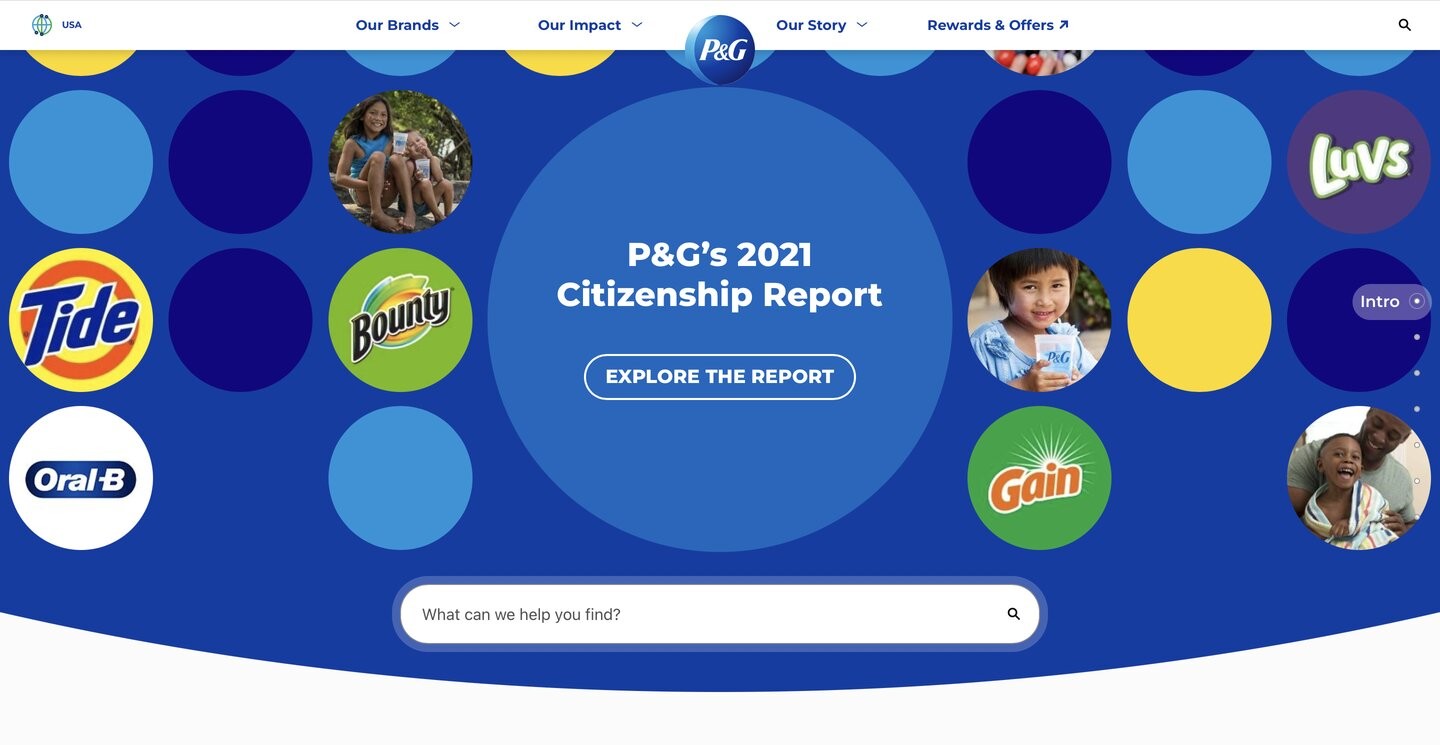 USA
Our Brands
Our Impact
P&G
Our Story
Rewards & Offers
Luvs
P&G's 2021
Citizenship Report
Tide
Bounty
P&G
Intro
EXPLORE THE REPORT
Oral-B
Gain
What can we help you find?